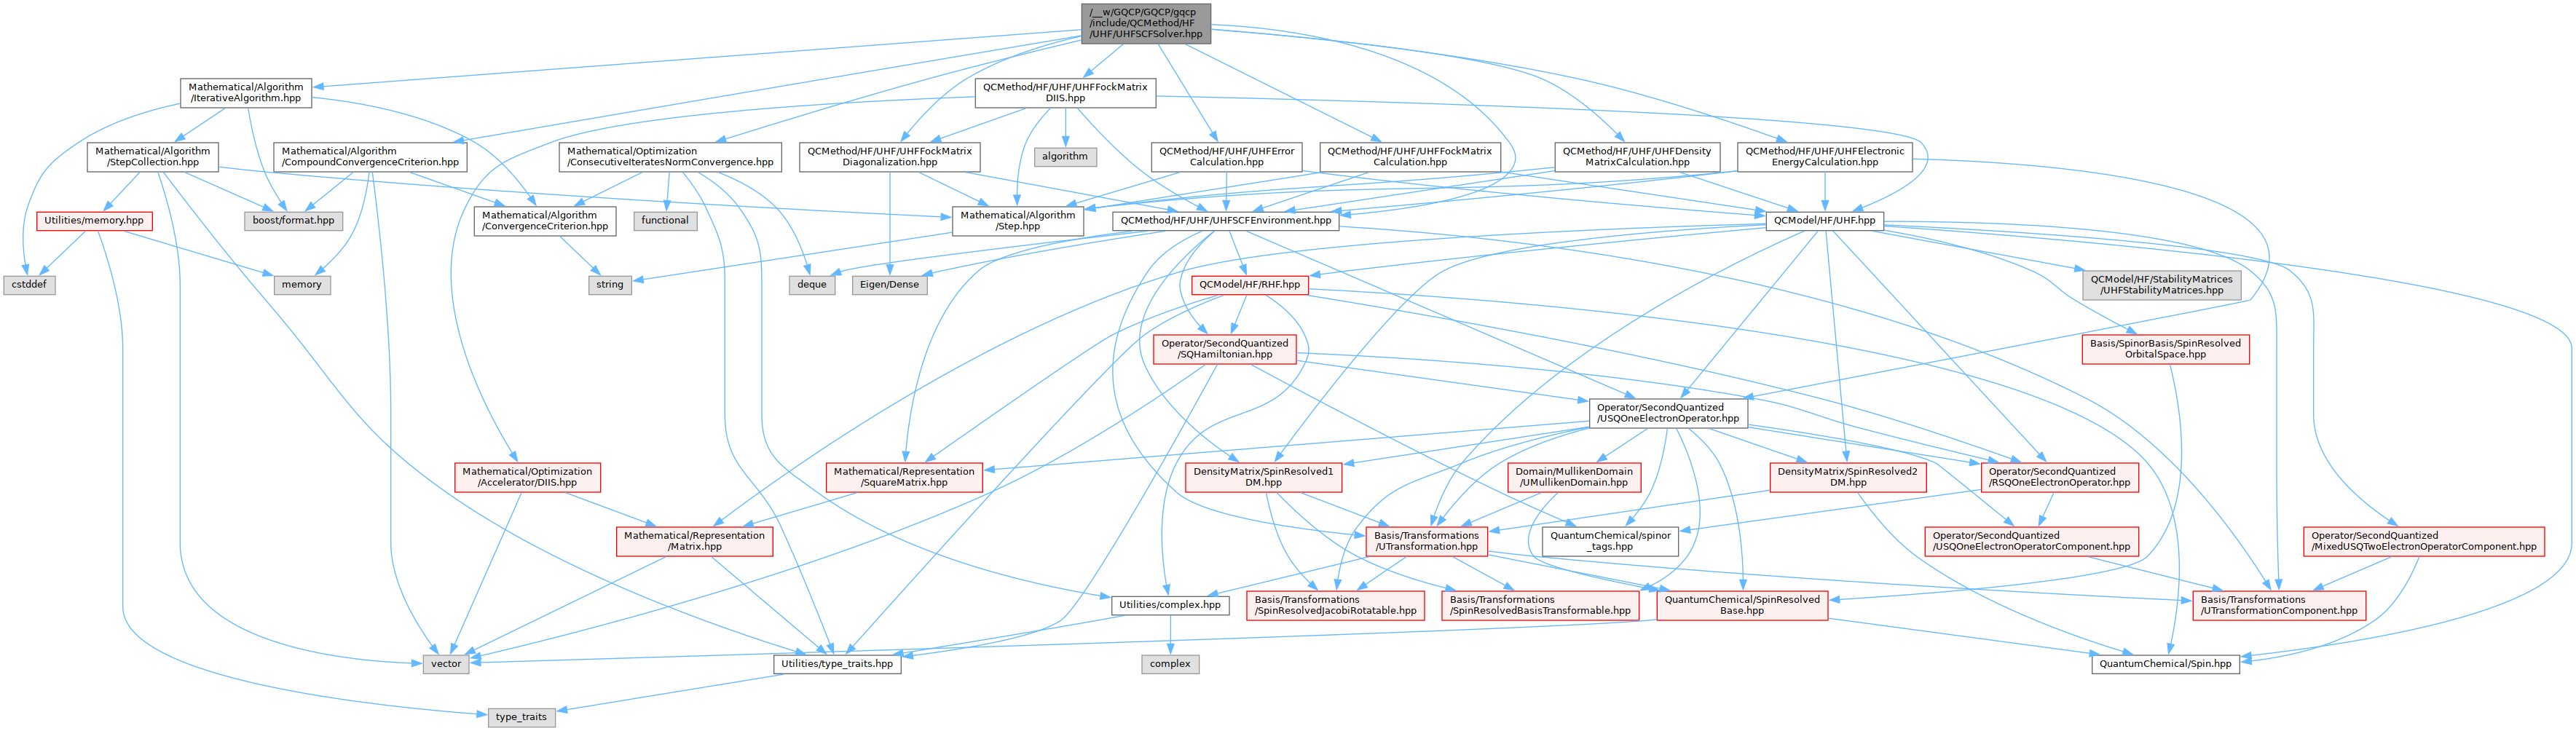 /__w/GQCP/GQCP/gqcp
/include/QCMethod/HF
/UHF/UHFSCFSolver.hpp
Mathematical/Algorithm
/IterativeAlgorithm.hpp
QCMethod/HF/UHF/UHFFockMatrix
DIIS.hpp
Mathematical/Algorithm
/StepCollection.hpp
Mathematical/Algorithm
/CompoundConvergenceCriterion.hpp
Mathematical/Optimization
/ConsecutiveIteratesNormConvergence.hpp
QCMethod/HF/UHF/UHFFockMatrix
Diagonalization.hpp
algorithm
QCMethod/HF/UHF/UHFError
Calculation.hpp
QCMethod/HF/UHF/UHFFockMatrix
Calculation.hpp
QCMethod/HF/UHF/UHFDensity
MatrixCalculation.hpp
QCMethod/HF/UHF/UHFElectronic
EnergyCalculation.hpp
Utilities/memory.hpp
boost/format.hpp
Mathematical/Algorithm
/ConvergenceCriterion.hpp
functional
Mathematical/Algorithm
/Step.hpp
QCMethod/HF/UHF/UHFSCFEnvironment.hpp
QCModel/HF/UHF.hpp
cstddef
memory
string
deque
Eigen/Dense
QCModel/HF/RHF.hpp
QCModel/HF/StabilityMatrices
/UHFStabilityMatrices.hpp
Operator/SecondQuantized
/SQHamiltonian.hpp
Basis/SpinorBasis/SpinResolved
OrbitalSpace.hpp
Operator/SecondQuantized
/USQOneElectronOperator.hpp
Mathematical/Optimization
/Accelerator/DIIS.hpp
Mathematical/Representation
/SquareMatrix.hpp
DensityMatrix/SpinResolved1
DM.hpp
Domain/MullikenDomain
/UMullikenDomain.hpp
DensityMatrix/SpinResolved2
DM.hpp
Operator/SecondQuantized
/RSQOneElectronOperator.hpp
Mathematical/Representation
/Matrix.hpp
Basis/Transformations
/UTransformation.hpp
QuantumChemical/spinor
_tags.hpp
Operator/SecondQuantized
/USQOneElectronOperatorComponent.hpp
Operator/SecondQuantized
/MixedUSQTwoElectronOperatorComponent.hpp
Utilities/complex.hpp
Basis/Transformations
/SpinResolvedJacobiRotatable.hpp
Basis/Transformations
/SpinResolvedBasisTransformable.hpp
QuantumChemical/SpinResolved
Base.hpp
Basis/Transformations
/UTransformationComponent.hpp
vector
Utilities/type_traits.hpp
complex
QuantumChemical/Spin.hpp
type_traits